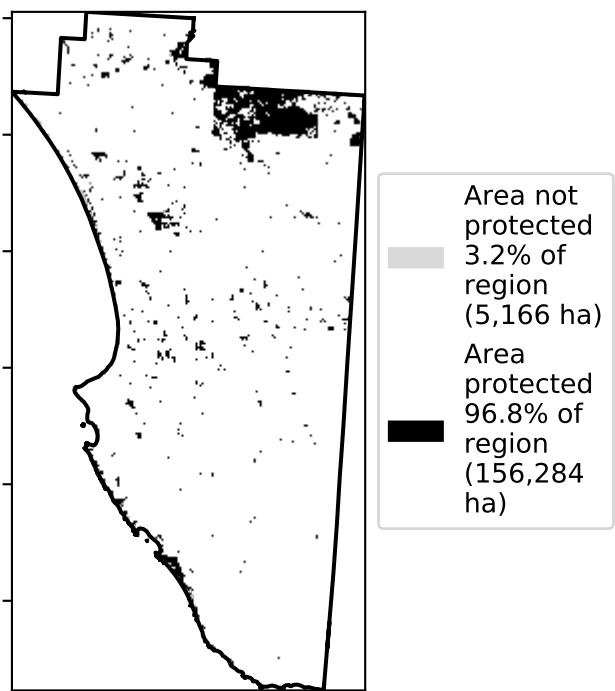 Area not
protected
3.2% of
region
(5,166 ha)
Area
protected
96.8% of
region
(156,284
ha)